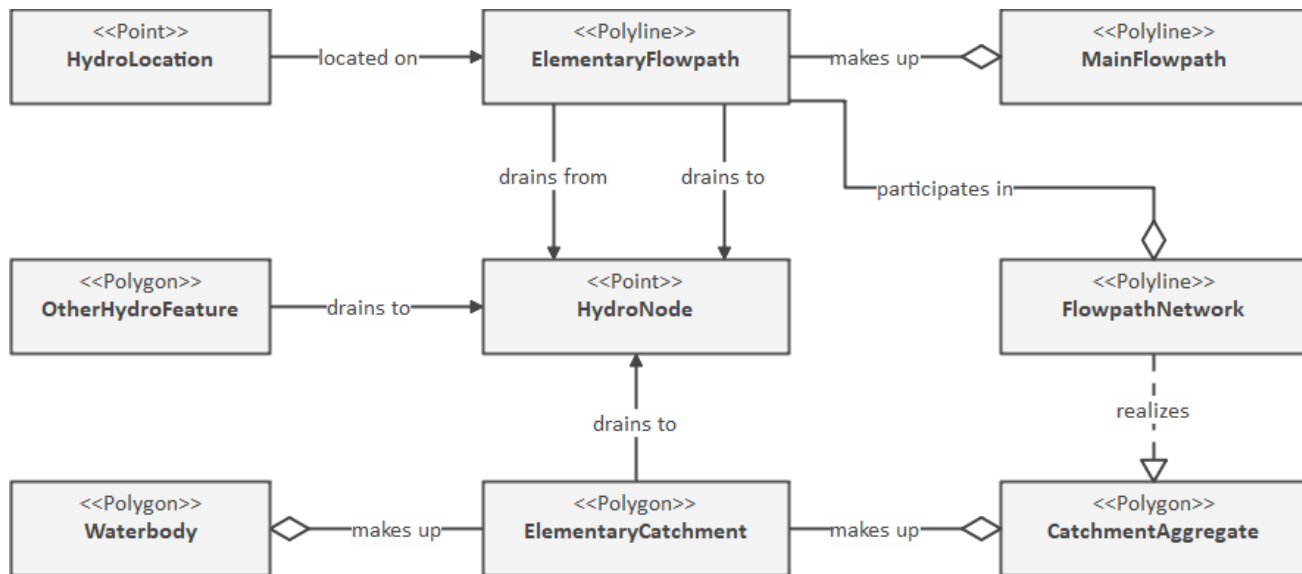 <<Point>>
HydroLocation
located on
<<Polyline>>
ElementaryFlowpath
makes up
<<Polyline>>
MainFlowpath
drains from
drains to
participates in
<<Polygon>>
OtherHydroFeature
drains to
<<Point>>
HydroNode
<<Polyline>>
FlowpathNetwork
drains to
realizes
<<Polygon>>
Waterbody
makes up
<<Polygon>>
ElementaryCatchment
makes up
<<Polygon>>
CatchmentAggregate